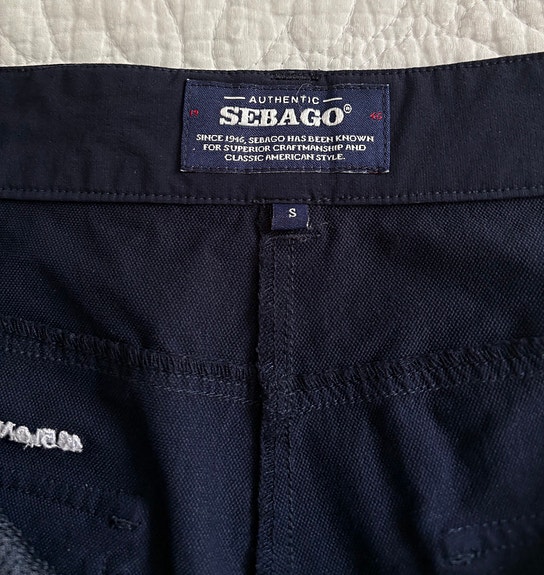 AUTHENTIC
SEBAGO®
SINCE 1946, SEBAGO HAS BEEN KNOWN
FOR SUPERIOR CRAFTMANSHIP AND
CLASSIC AMERICAN STYLE.
S